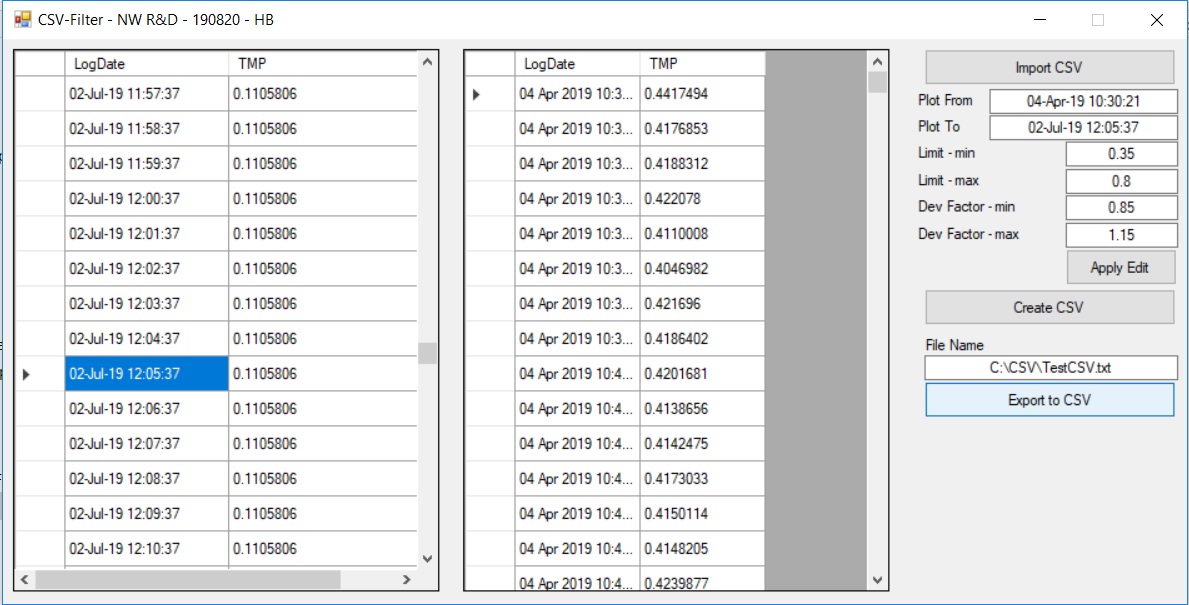 CSV-Filter - NW R&D - 190820 - HB
LogDate TMP
02-Jul-19 11:57:37 0.1105806
02-Jul-19 11:58:37 0.1105806
02-Jul-19 11:59:37 0.1105806
02-Jul-19 12:00:37 0.1105806
02-Jul-19 12:01:37 0.1105806
02-Jul-19 12:02:37 0.1105806
02-Jul-19 12:03:37 0.1105806
02-Jul-19 12:04:37 0.1105806
02-Jul-19 12:05:37 0.1105806
02-Jul-19 12:06:37 0.1105806
02-Jul-19 12:07:37 0.1105806
02-Jul-19 12:08:37 0.1105806
02-Jul-19 12:09:37 0.1105806
02-Jul-19 12:10:37 0.1105806
LogDate TMP
04 Apr 2019 10:3... 0.4417494
04 Apr 2019 10:3... 0.4176853
04 Apr 2019 10:3... 0.4188312
04 Apr 2019 10:3... 0.422078
04 Apr 2019 10:3... 0.4110008
04 Apr 2019 10:3... 0.4046982
04 Apr 2019 10:3... 0.421696
04 Apr 2019 10:3... 0.4186402
04 Apr 2019 10:4... 0.4201681
04 Apr 2019 10:4... 0.4138656
04 Apr 2019 10:4... 0.4142475
04 Apr 2019 10:4... 0.4173033
04 Apr 2019 10:4... 0.4150114
04 Apr 2019 10:4... 0.4148205
04 Apr 2019 10:4... 0.4239877
Import CSV
Plot From 04-Apr-19 10:30:21
Plot To 02-Jul-19 12:05:37
Limit - min 0.35
Limit - max 0.8
Dev Factor - min 0.85
Dev Factor - max 1.15
Apply Edit
Create CSV
File Name
C:\CSV\TestCSV.txt
Export to CSV